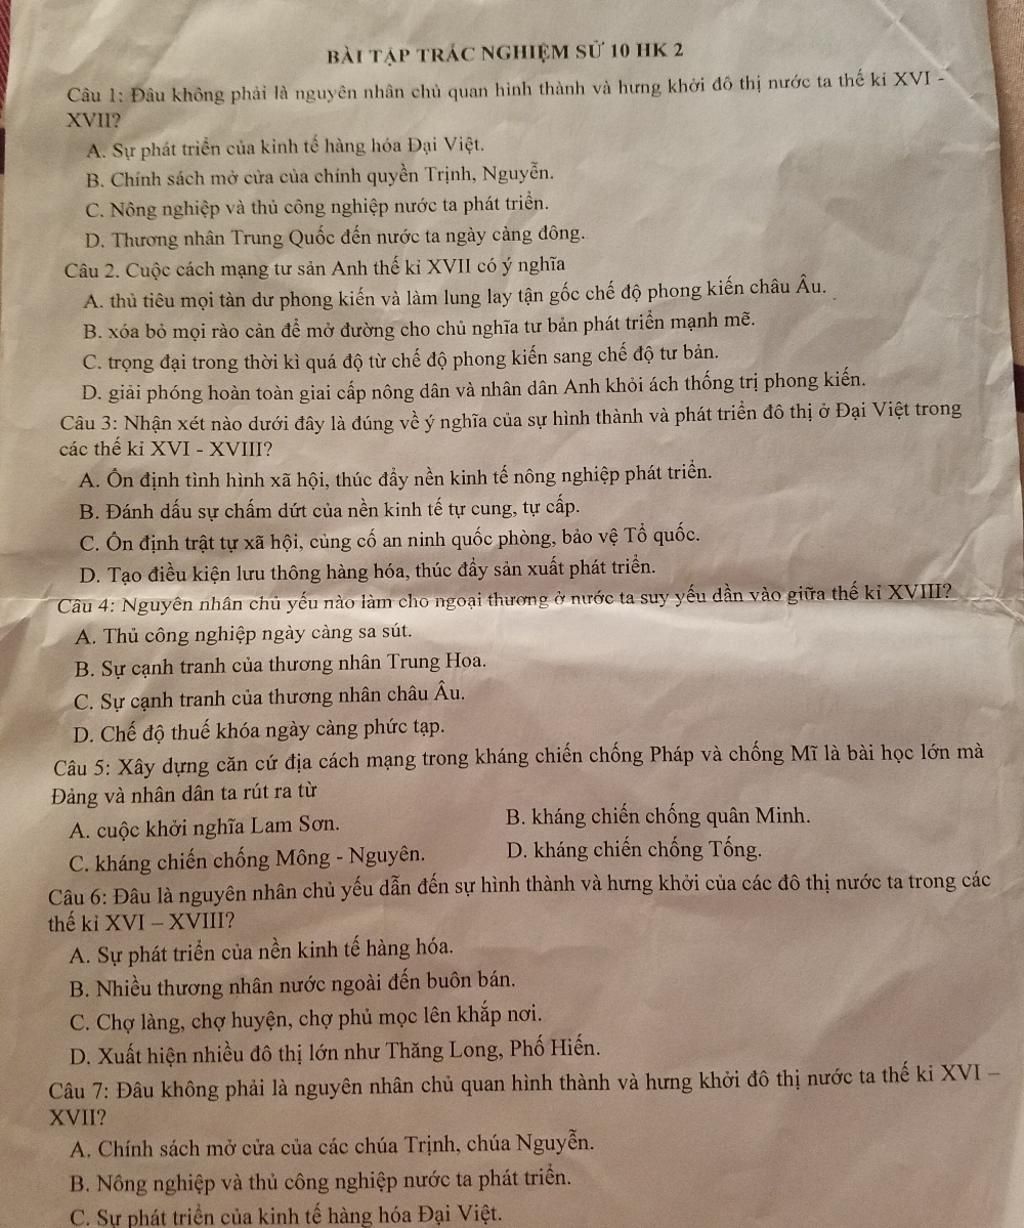 BÀI TẬP TRẮC NGHIỆM SỬ 10 HK 2
Câu 1: Đâu không phải là nguyên nhân chủ quan hình thành và hưng khởi đô thị nước ta thế kỉ XVI -
XVII?
A. Sự phát triển của kinh tế hàng hóa Đại Việt.
B. Chính sách mở cửa của chính quyền Trịnh, Nguyễn.
C. Nông nghiệp và thủ công nghiệp nước ta phát triển.
D. Thương nhân Trung Quốc đến nước ta ngày càng đông.
Câu 2. Cuộc cách mạng tư sản Anh thế kỉ XVII có ý nghĩa
A. thủ tiêu mọi tàn dư phong kiến và làm lung lay tận gốc chế độ phong kiến châu Âu.
B. xóa bỏ mọi rào cản để mở đường cho chủ nghĩa tư bản phát triển mạnh mẽ.
C. trọng đại trong thời kì quá độ từ chế độ phong kiến sang chế độ tư bản.
D. giải phóng hoàn toàn giai cấp nông dân và nhân dân Anh khỏi ách thống trị phong kiến.
Câu 3: Nhận xét nào dưới đây là đúng về ý nghĩa của sự hình thành và phát triển đô thị ở Đại Việt trong
các thế kỉ XVI - XVIII?
A. Ổn định tình hình xã hội, thúc đẩy nền kinh tế nông nghiệp phát triển.
B. Đánh dấu sự chấm dứt của nền kinh tế tự cung, tự cấp.
C. Ổn định trật tự xã hội, củng cố an ninh quốc phòng, bảo vệ Tổ quốc.
D. Tạo điều kiện lưu thông hàng hóa, thúc đẩy sản xuất phát triển.
Câu 4: Nguyên nhân chủ yếu nào làm cho ngoại thương ở nước ta suy yếu dần vào giữa thế kỉ XVIII?
A. Thủ công nghiệp ngày càng sa sút.
B. Sự cạnh tranh của thương nhân Trung Hoa.
C. Sự cạnh tranh của thương nhân châu Âu.
D. Chế độ thuế khóa ngày càng phức tạp.
Câu 5: Xây dựng căn cứ địa cách mạng trong kháng chiến chống Pháp và chống Mĩ là bài học lớn mà
Đảng và nhân dân ta rút ra từ
A. cuộc khởi nghĩa Lam Sơn. B. kháng chiến chống quân Minh.
C. kháng chiến chống Mông - Nguyên. D. kháng chiến chống Tống.
Câu 6: Đâu là nguyên nhân chủ yếu dẫn đến sự hình thành và hưng khởi của các đô thị nước ta trong các
thế kỉ XVI – XVIII?
A. Sự phát triển của nền kinh tế hàng hóa.
B. Nhiều thương nhân nước ngoài đến buôn bán.
C. Chợ làng, chợ huyện, chợ phủ mọc lên khắp nơi.
D. Xuất hiện nhiều đô thị lớn như Thăng Long, Phố Hiến.
Câu 7: Đâu không phải là nguyên nhân chủ quan hình thành và hưng khởi đô thị nước ta thế kỉ XVI –
XVII?
A. Chính sách mở cửa của các chúa Trịnh, chúa Nguyễn.
B. Nông nghiệp và thủ công nghiệp nước ta phát triển.
C. Sự phát triển của kinh tế hàng hóa Đại Việt.